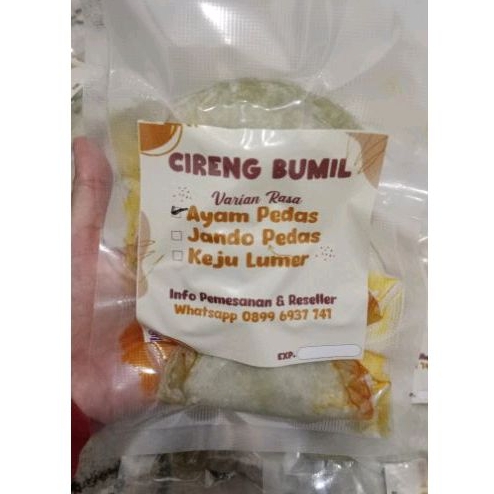 CIRENG BUMIL
Varian Rasa
Ayam Pedas
Jando Pedas
Keju Lumer
Info Pemesanan & Reseller
Whatsapp 0899 6937 741
EXP.